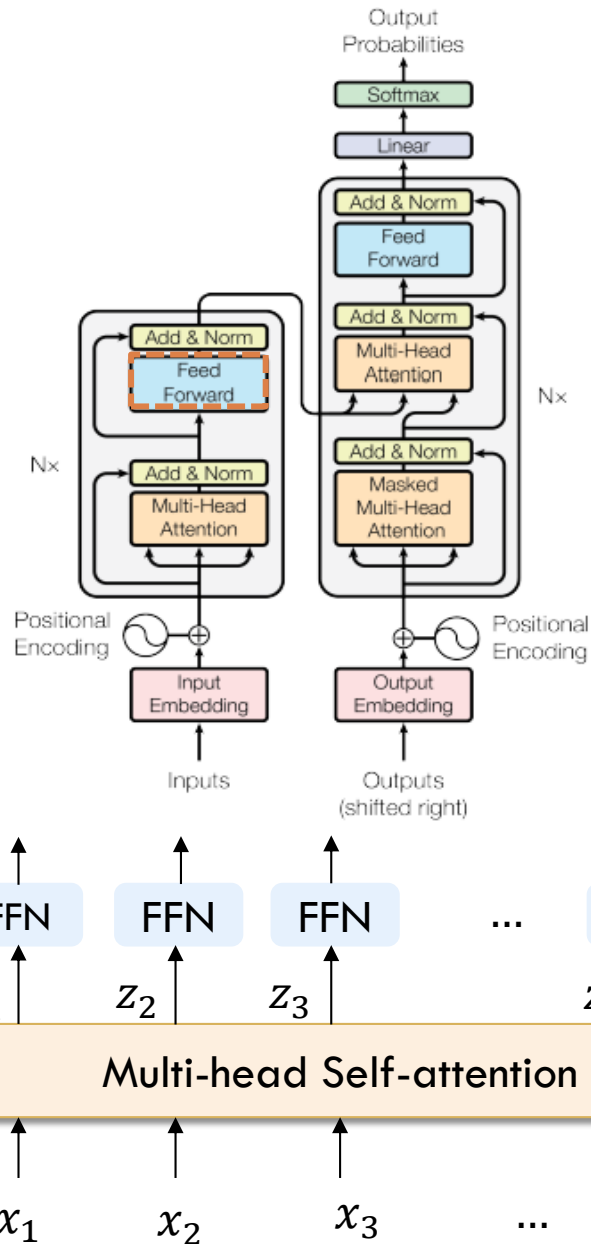 Output
Probabilities
Softmax
Linear
Add & Norm
Feed
Forward
Add & Norm
Multi-Head
Attention
Add & Norm
Masked
Multi-Head
Attention
N×
Add & Norm
Feed
Forward
Add & Norm
Multi-Head
Attention
N×
Positional
Encoding
Positional
Encoding
Input
Embedding
Output
Embedding
Inputs
Outputs
(shifted right)
FFN FFN FFN ...
z₂ z₃ z
Multi-head Self-attention
x₁ x₂ x₃ ...